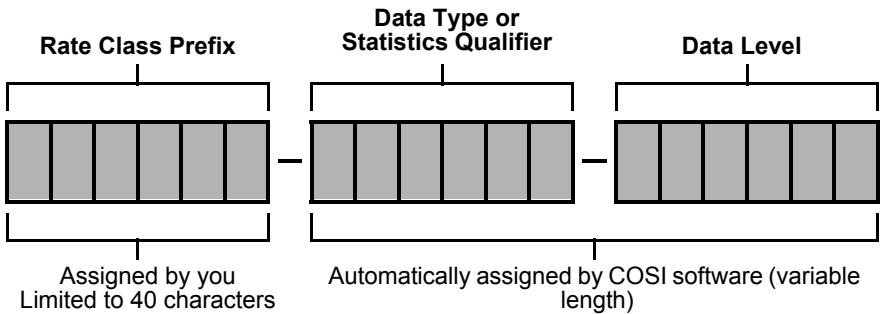 Rate Class Prefix
Data Type or
Statistics Qualifier
Data Level
Assigned by you
Limited to 40 characters
Automatically assigned by COSI software (variable
length)